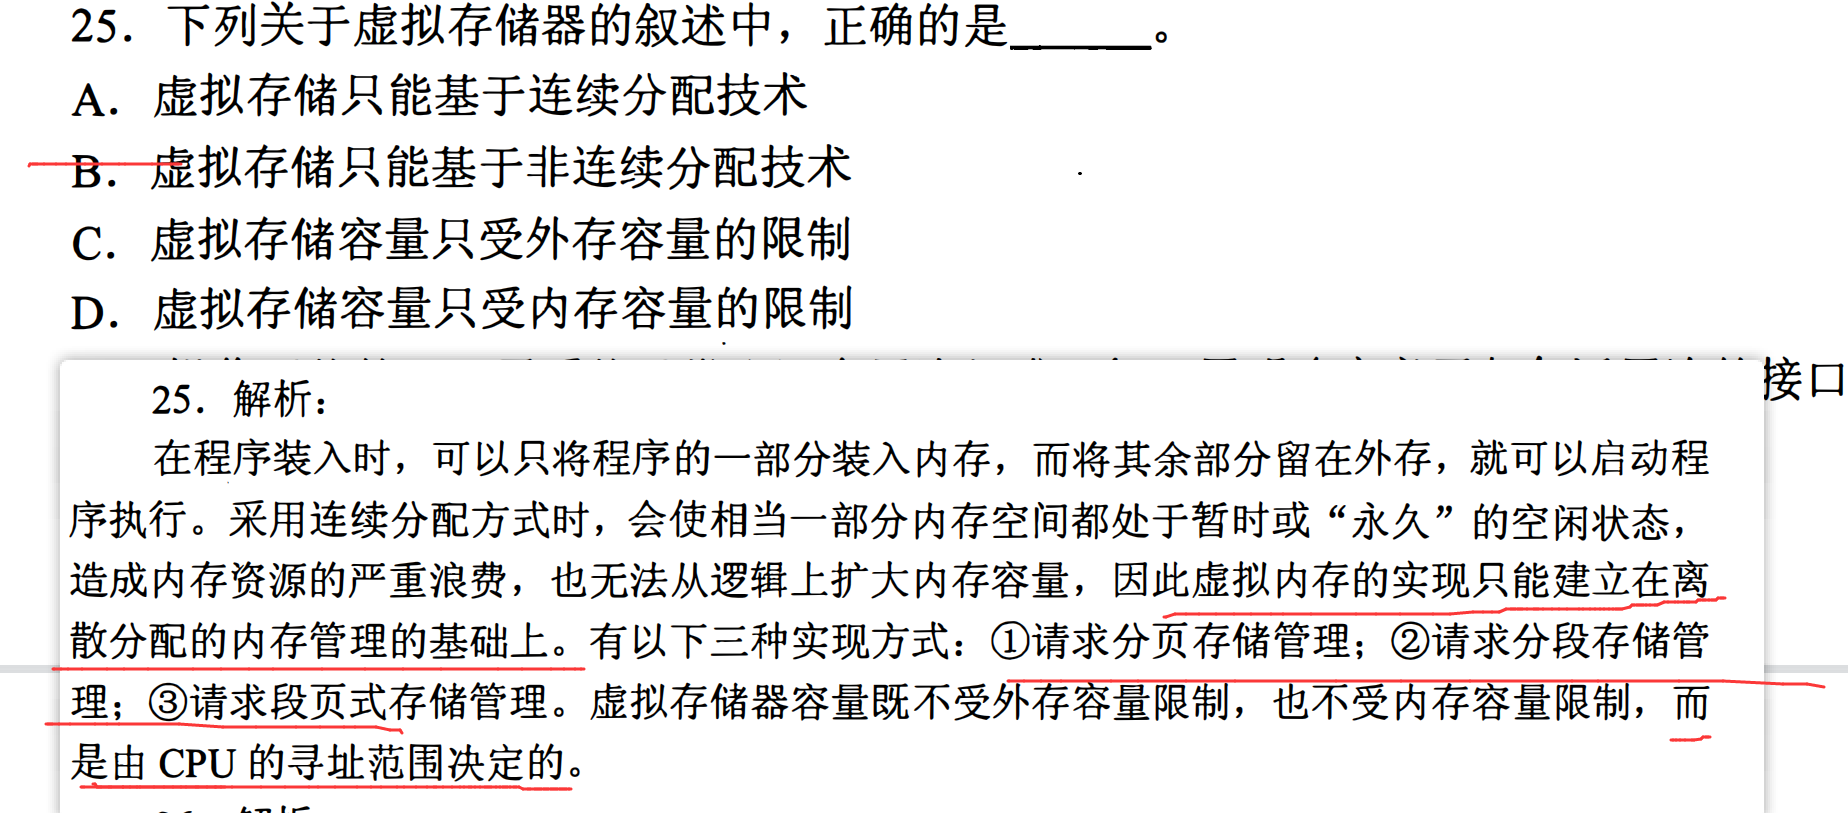 25. 下列关于虚拟存储器的叙述中，正确的是______。
A. 虚拟存储只能基于连续分配技术
B. 虚拟存储只能基于非连续分配技术
C. 虚拟存储容量只受外存容量的限制
D. 虚拟存储容量只受内存容量的限制
接口
25. 解析：
在程序装入时，可以只将程序的一部分装入内存，而将其余部分留在外存，就可以启动程
序执行。采用连续分配方式时，会使相当一部分内存空间都处于暂时或“永久”的空闲状态，
造成内存资源的严重浪费，也无法从逻辑上扩大内存容量，因此虚拟内存的实现只能建立在离
散分配的内存管理的基础上。有以下三种实现方式：①请求分页存储管理；②请求分段存储管
理；③请求段页式存储管理。虚拟存储器容量既不受外存容量限制，也不受内存容量限制，而
是由 CPU 的寻址范围决定的。